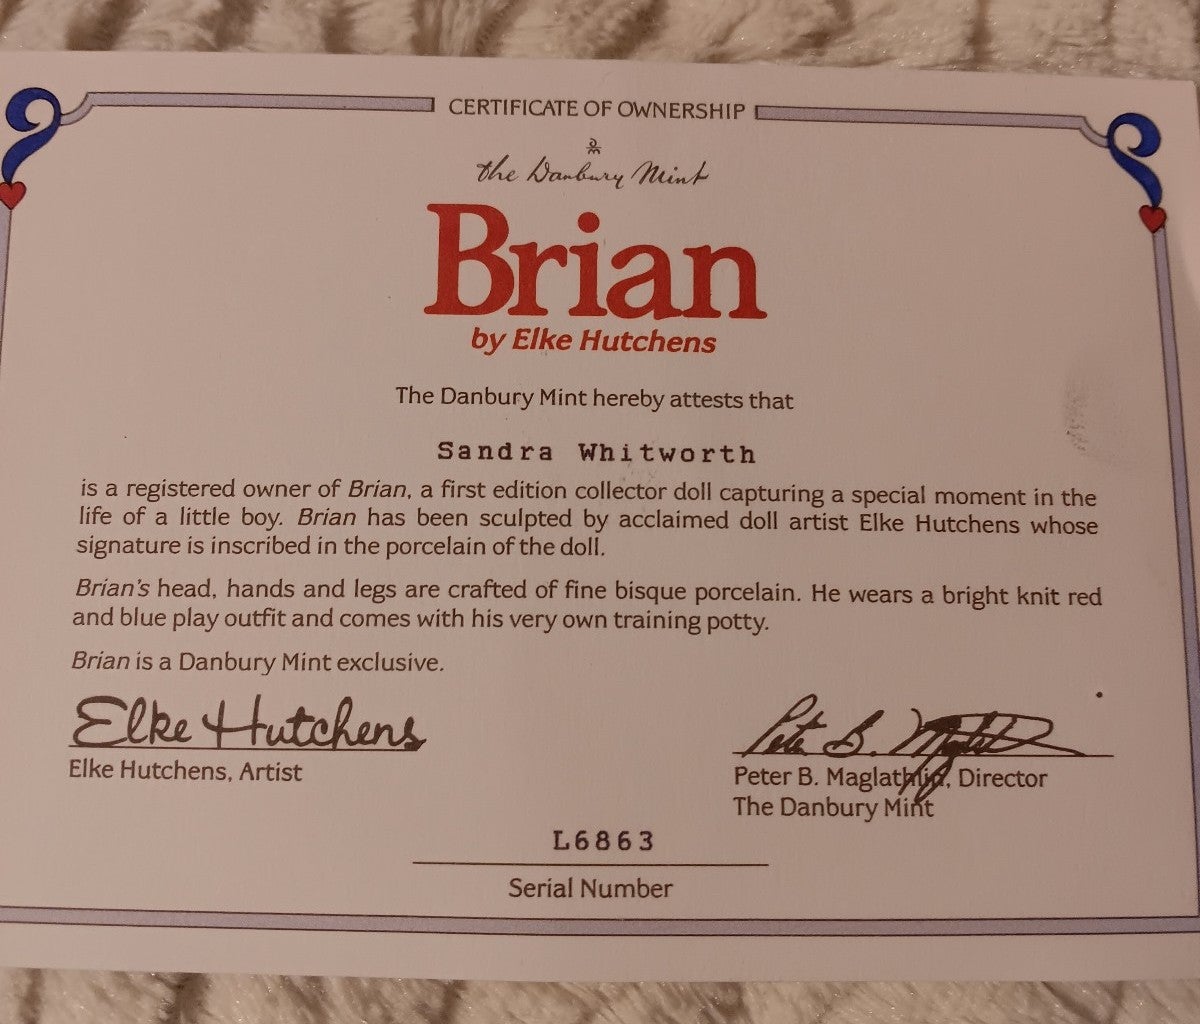 CERTIFICATE OF OWNERSHIP
the Danbury Mint
Brian
by Elke Hutchens
The Danbury Mint hereby attests that
Sandra Whitworth
is a registered owner of Brian, a first edition collector doll capturing a special moment in the
life of a little boy. Brian has been sculpted by acclaimed doll artist Elke Hutchens whose
signature is inscribed in the porcelain of the doll.
Brian's head, hands and legs are crafted of fine bisque porcelain. He wears a bright knit red
and blue play outfit and comes with his very own training potty.
Brian is a Danbury Mint exclusive.
Elke Hutchens
Elke Hutchens, Artist
Peter B. Maglathlin
Peter B. Maglathlin, Director
The Danbury Mint
L6863
Serial Number